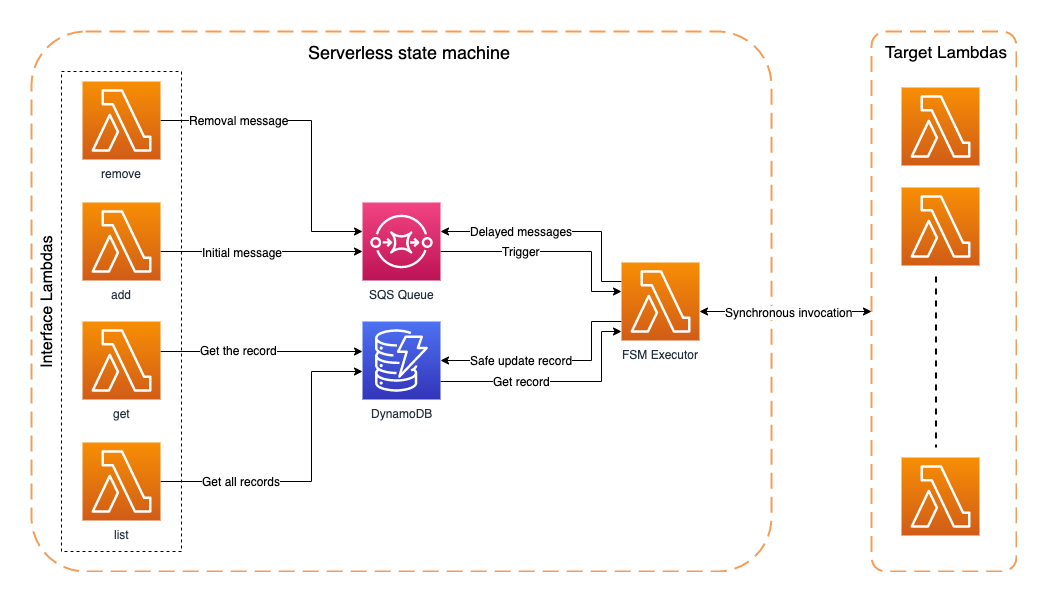 Serverless state machine
Target Lambdas
Interface Lambdas
Removal message
remove
Initial message
add
Delayed messages
Trigger
SQS Queue
Synchronous invocation
FSM Executor
Get the record
get
Safe update record
Get record
DynamoDB
Get all records
list